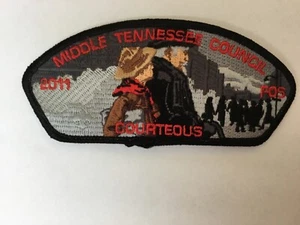 MIDDLE TENNESSEE COUNCIL
2011 FOS
COURTEOUS